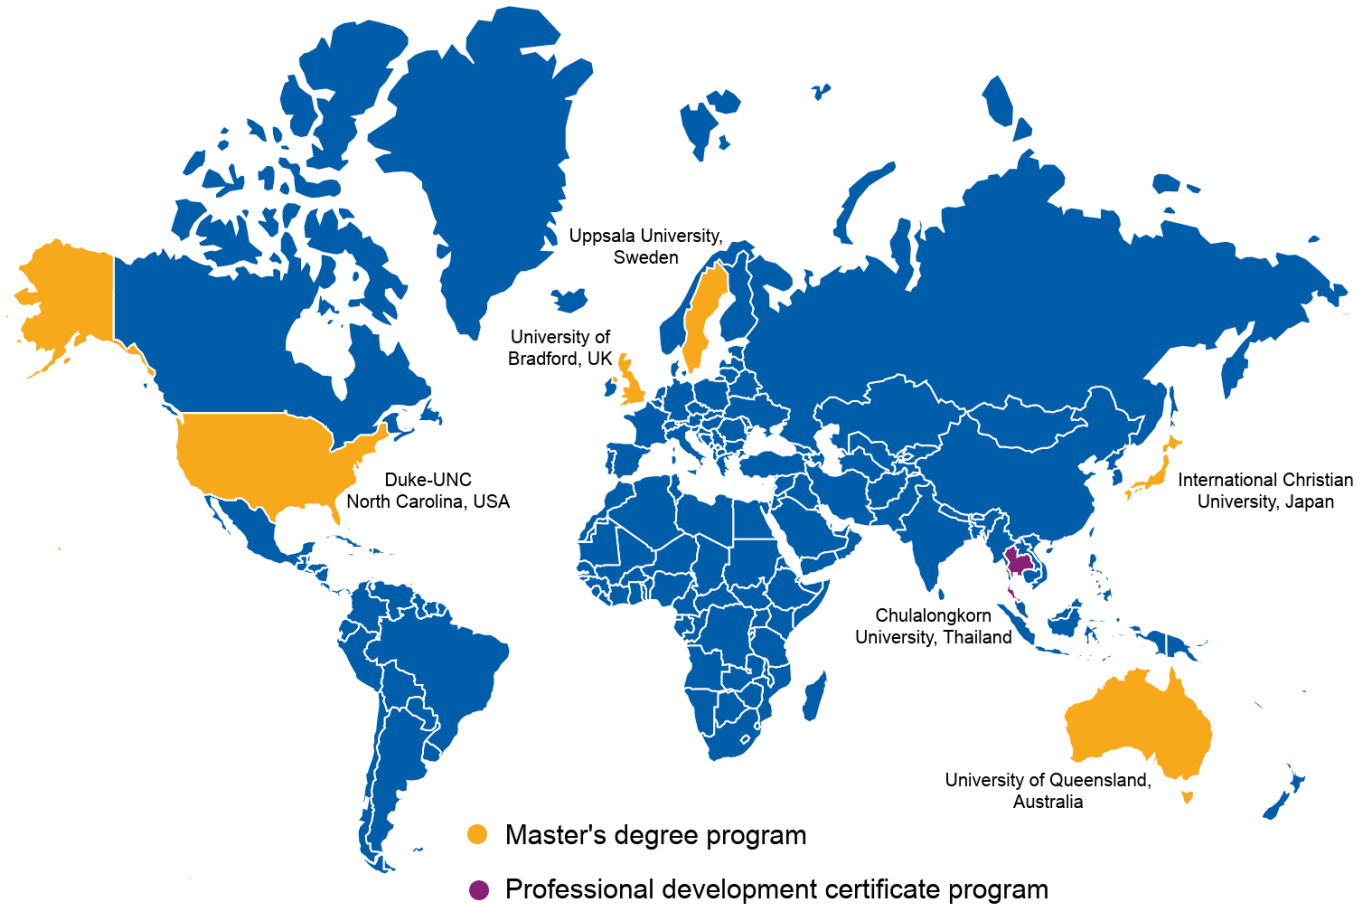 Uppsala University,
Sweden
University of
Bradford, UK
Duke-UNC
North Carolina, USA
International Christian
University, Japan
Chulalongkorn
University, Thailand
University of Queensland,
Australia
Master's degree program
Professional development certificate program